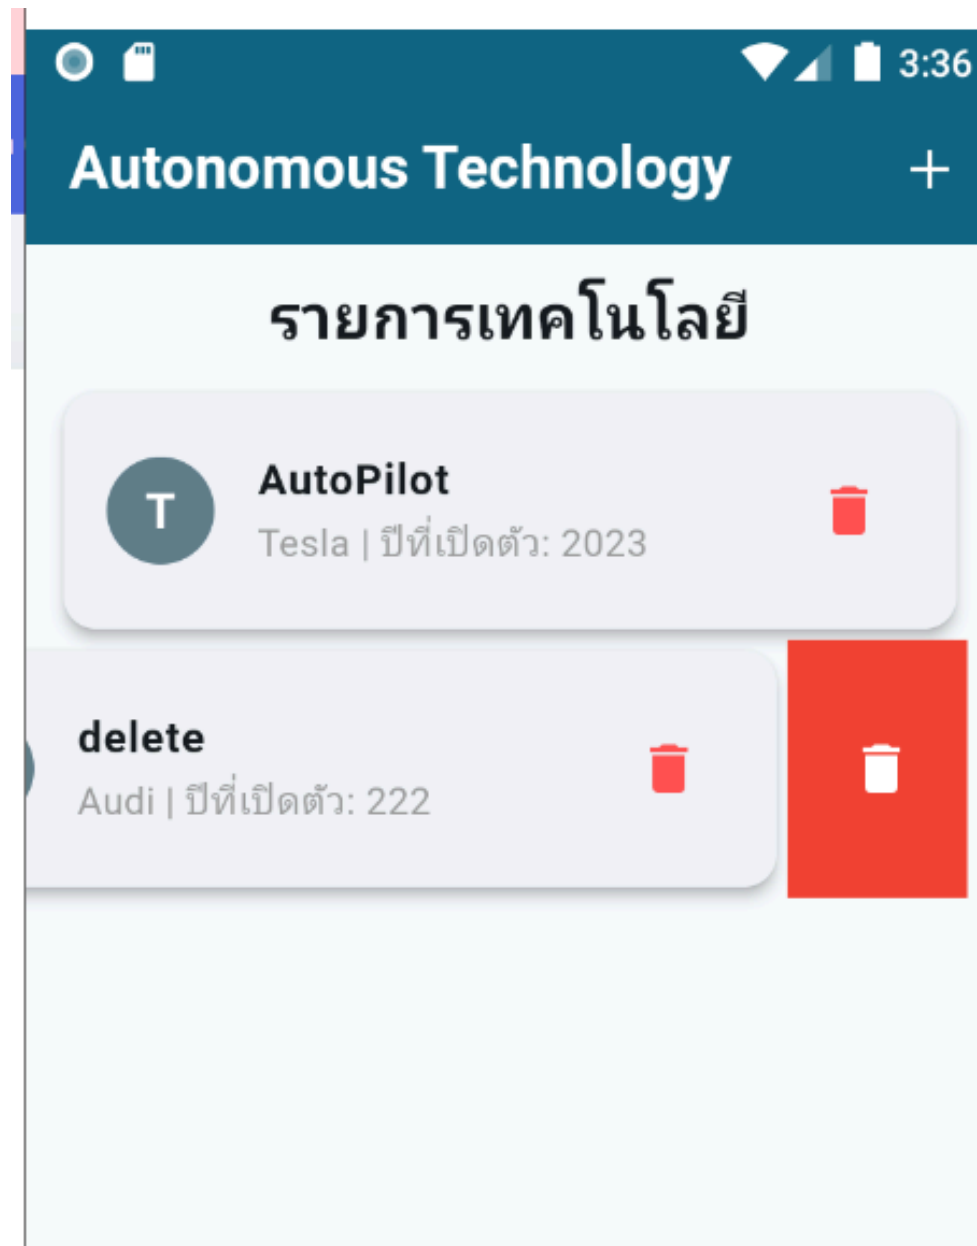 3:36
Autonomous Technology
รายการเทคโนโลยี
T
AutoPilot
Tesla | ปีที่เปิดตัว: 2023
delete
Audi | ปีที่เปิดตัว: 222